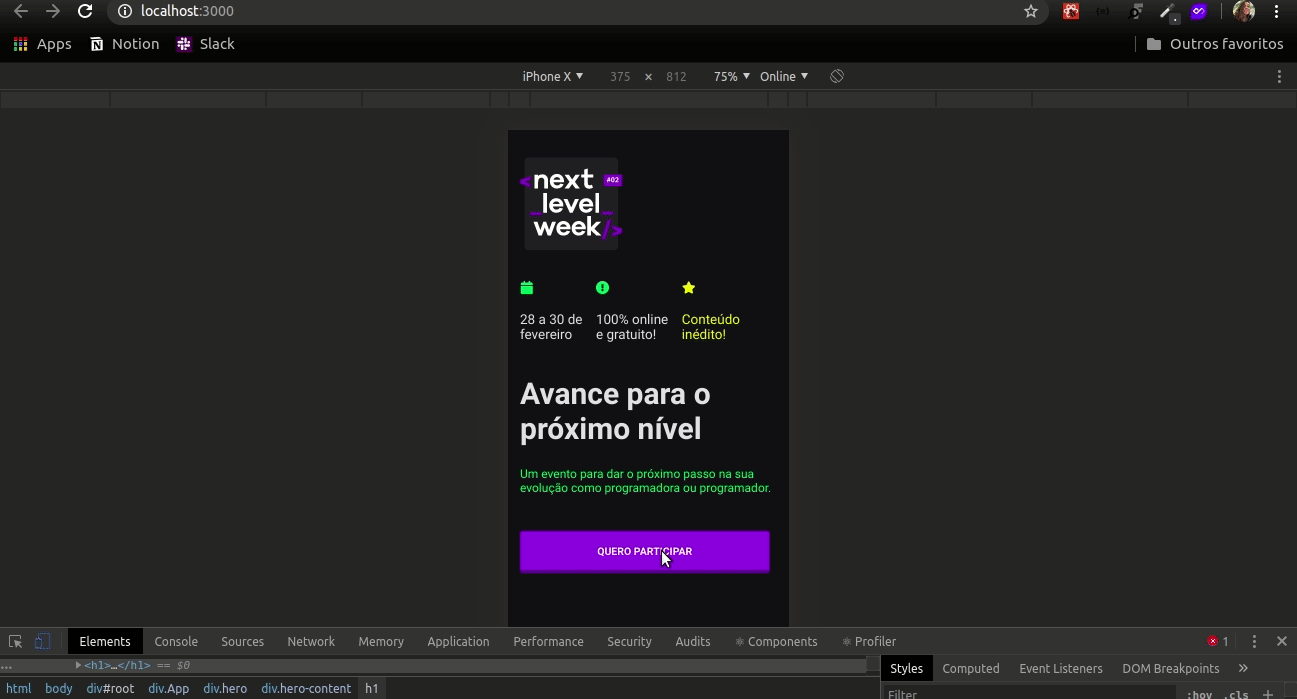 localhost:3000
Apps Notion Slack Outros favoritos
iPhone X 375 × 812 75% Online
<next #02
_level_
week/>
28 a 30 de
fevereiro
100% online
e gratuito!
Conteúdo
inédito!
Avance para o
próximo nível
Um evento para dar o próximo passo na sua
evolução como programadora ou programador.
QUERO PARTICIPAR
Elements Console Sources Network Memory Application Performance Security Audits Components Profiler 1
... <h1>…</h1> == $0
Styles Computed Event Listeners DOM Breakpoints »
html body div#root div.App div.hero div.hero-content h1
Filter :hov .cls +